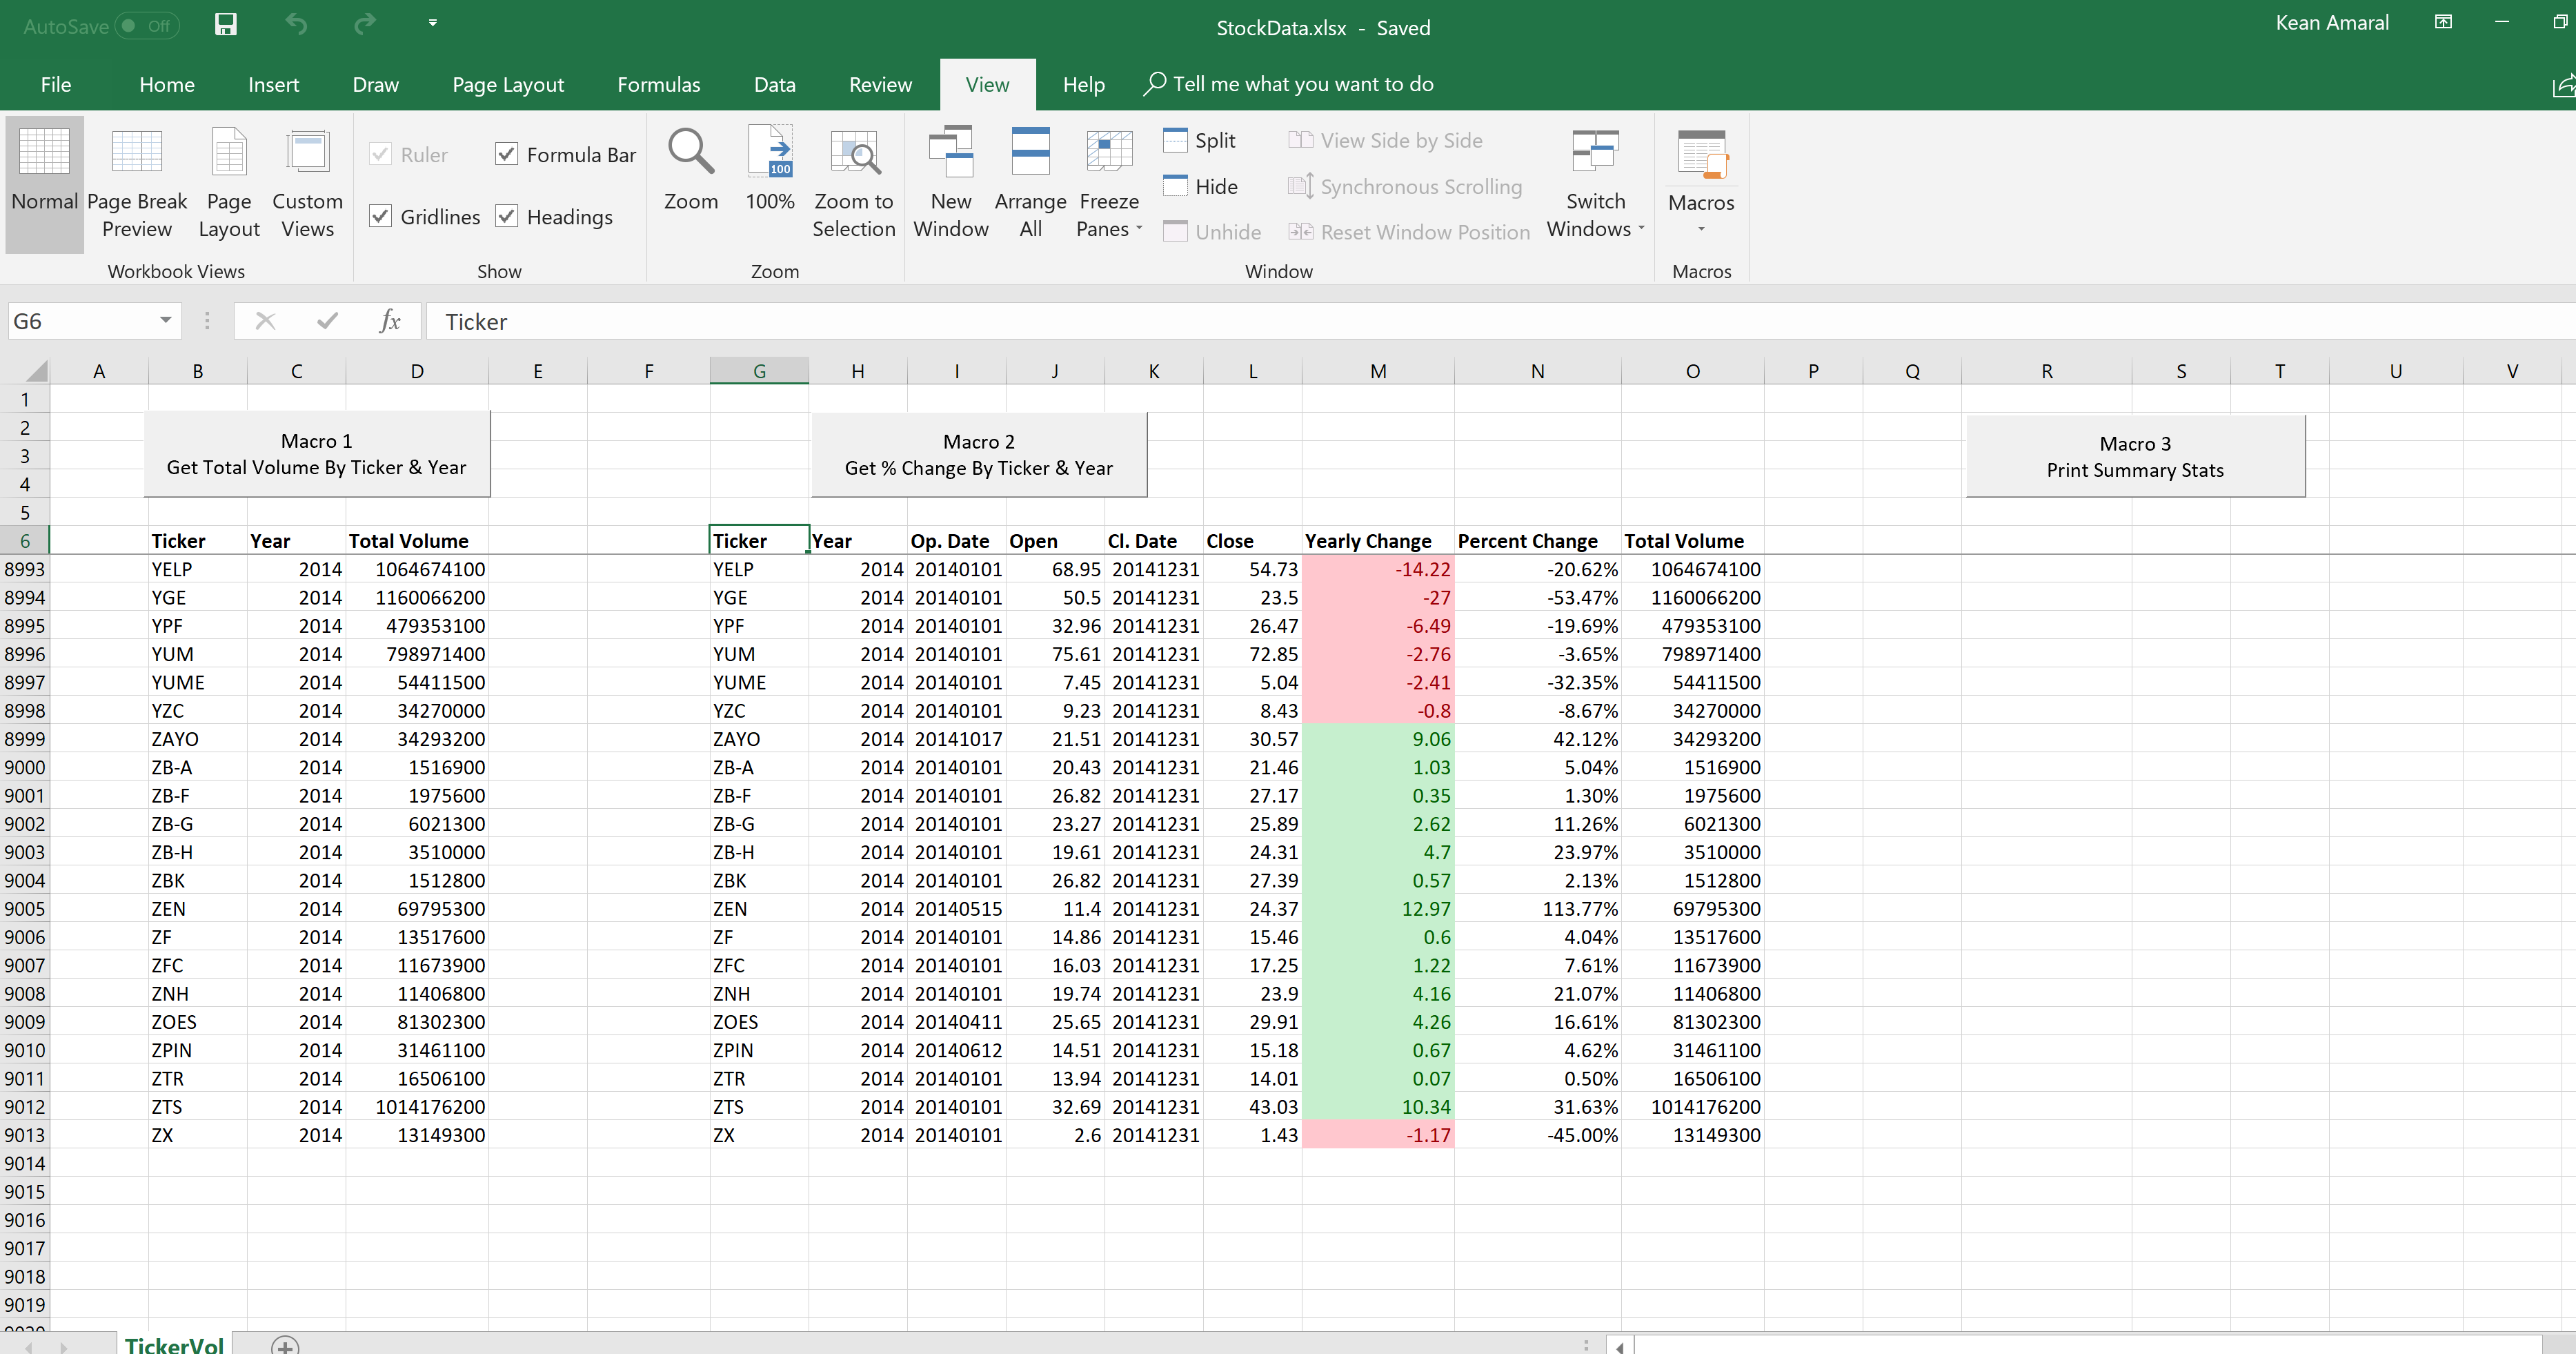 AutoSave Off
StockData.xlsx - Saved
Kean Amaral
File Home Insert Draw Page Layout Formulas Data Review View Help Tell me what you want to do
Normal
Page Break Preview
Page Layout
Custom Views
Workbook Views
Ruler Formula Bar
Gridlines Headings
Show
Zoom
100 100%
Zoom to Selection
Zoom
New Window
Arrange All
Freeze Panes
Split
Hide
Unhide
View Side by Side
Synchronous Scrolling
Reset Window Position
Switch Windows
Window
Macros
Macros
G6 fx Ticker
A B C D E F G H I J K L M N O P Q R S T U V
1
2
3
4
5
Macro 1
Get Total Volume By Ticker & Year
Macro 2
Get % Change By Ticker & Year
Macro 3
Print Summary Stats
6 Ticker Year Total Volume Ticker Year Op. Date Open Cl. Date Close Yearly Change Percent Change Total Volume
8993 YELP 2014 1064674100 YELP 2014 20140101 68.95 20141231 54.73 -14.22 -20.62% 1064674100
8994 YGE 2014 1160066200 YGE 2014 20140101 50.5 20141231 23.5 -27 -53.47% 1160066200
8995 YPF 2014 479353100 YPF 2014 20140101 32.96 20141231 26.47 -6.49 -19.69% 479353100
8996 YUM 2014 798971400 YUM 2014 20140101 75.61 20141231 72.85 -2.76 -3.65% 798971400
8997 YUME 2014 54411500 YUME 2014 20140101 7.45 20141231 5.04 -2.41 -32.35% 54411500
8998 YZC 2014 34270000 YZC 2014 20140101 9.23 20141231 8.43 -0.8 -8.67% 34270000
8999 ZAYO 2014 34293200 ZAYO 2014 20141017 21.51 20141231 30.57 9.06 42.12% 34293200
9000 ZB-A 2014 1516900 ZB-A 2014 20140101 20.43 20141231 21.46 1.03 5.04% 1516900
9001 ZB-F 2014 1975600 ZB-F 2014 20140101 26.82 20141231 27.17 0.35 1.30% 1975600
9002 ZB-G 2014 6021300 ZB-G 2014 20140101 23.27 20141231 25.89 2.62 11.26% 6021300
9003 ZB-H 2014 3510000 ZB-H 2014 20140101 19.61 20141231 24.31 4.7 23.97% 3510000
9004 ZBK 2014 1512800 ZBK 2014 20140101 26.82 20141231 27.39 0.57 2.13% 1512800
9005 ZEN 2014 69795300 ZEN 2014 20140515 11.4 20141231 24.37 12.97 113.77% 69795300
9006 ZF 2014 13517600 ZF 2014 20140101 14.86 20141231 15.46 0.6 4.04% 13517600
9007 ZFC 2014 11673900 ZFC 2014 20140101 16.03 20141231 17.25 1.22 7.61% 11673900
9008 ZNH 2014 11406800 ZNH 2014 20140101 19.74 20141231 23.9 4.16 21.07% 11406800
9009 ZOES 2014 81302300 ZOES 2014 20140411 25.65 20141231 29.91 4.26 16.61% 81302300
9010 ZPIN 2014 31461100 ZPIN 2014 20140612 14.51 20141231 15.18 0.67 4.62% 31461100
9011 ZTR 2014 16506100 ZTR 2014 20140101 13.94 20141231 14.01 0.07 0.50% 16506100
9012 ZTS 2014 1014176200 ZTS 2014 20140101 32.69 20141231 43.03 10.34 31.63% 1014176200
9013 ZX 2014 13149300 ZX 2014 20140101 2.6 20141231 1.43 -1.17 -45.00% 13149300
9014
9015
9016
9017
9018
9019
TickerVol